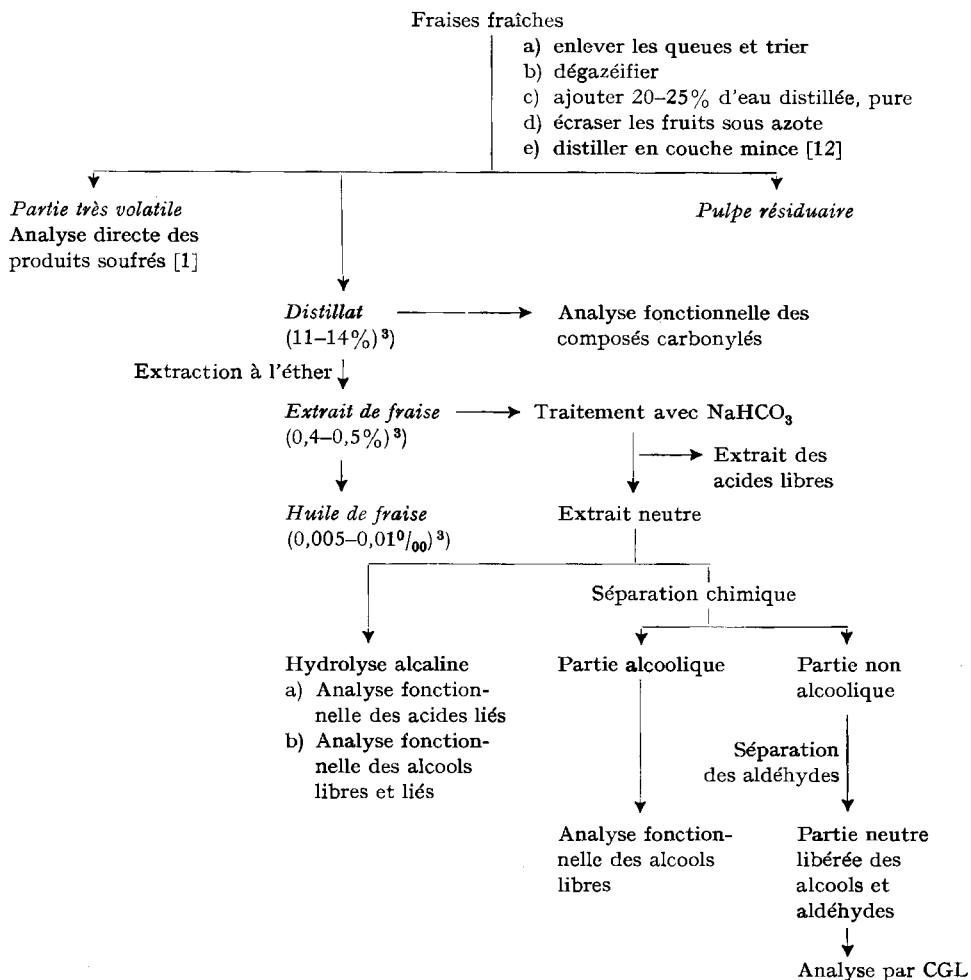 Fraises fraîches
a) enlever les queues et trier
b) dégazéifier
c) ajouter 20–25% d'eau distillée, pure
d) écraser les fruits sous azote
e) distiller en couche mince [12]
Partie très volatile
Analyse directe des
produits soufrés [1]
Pulpe résiduaire
Distillat
(11–14%)³)
Analyse fonctionnelle des
composés carbonylés
Extraction à l'éther
Extrait de fraise
(0,4–0,5%)³)
Traitement avec NaHCO₃
Extrait des
acides libres
Huile de fraise
(0,005–0,01⁰/₀₀)³)
Extrait neutre
Séparation chimique
Hydrolyse alcaline
a) Analyse fonction-
nelle des acides liés
b) Analyse fonction-
nelle des alcools
libres et liés
Partie alcoolique
Partie non
alcoolique
Séparation
des aldéhydes
Analyse fonction-
nelle des alcools
libres
Partie neutre
libérée des
alcools et
aldéhydes
Analyse par CGL